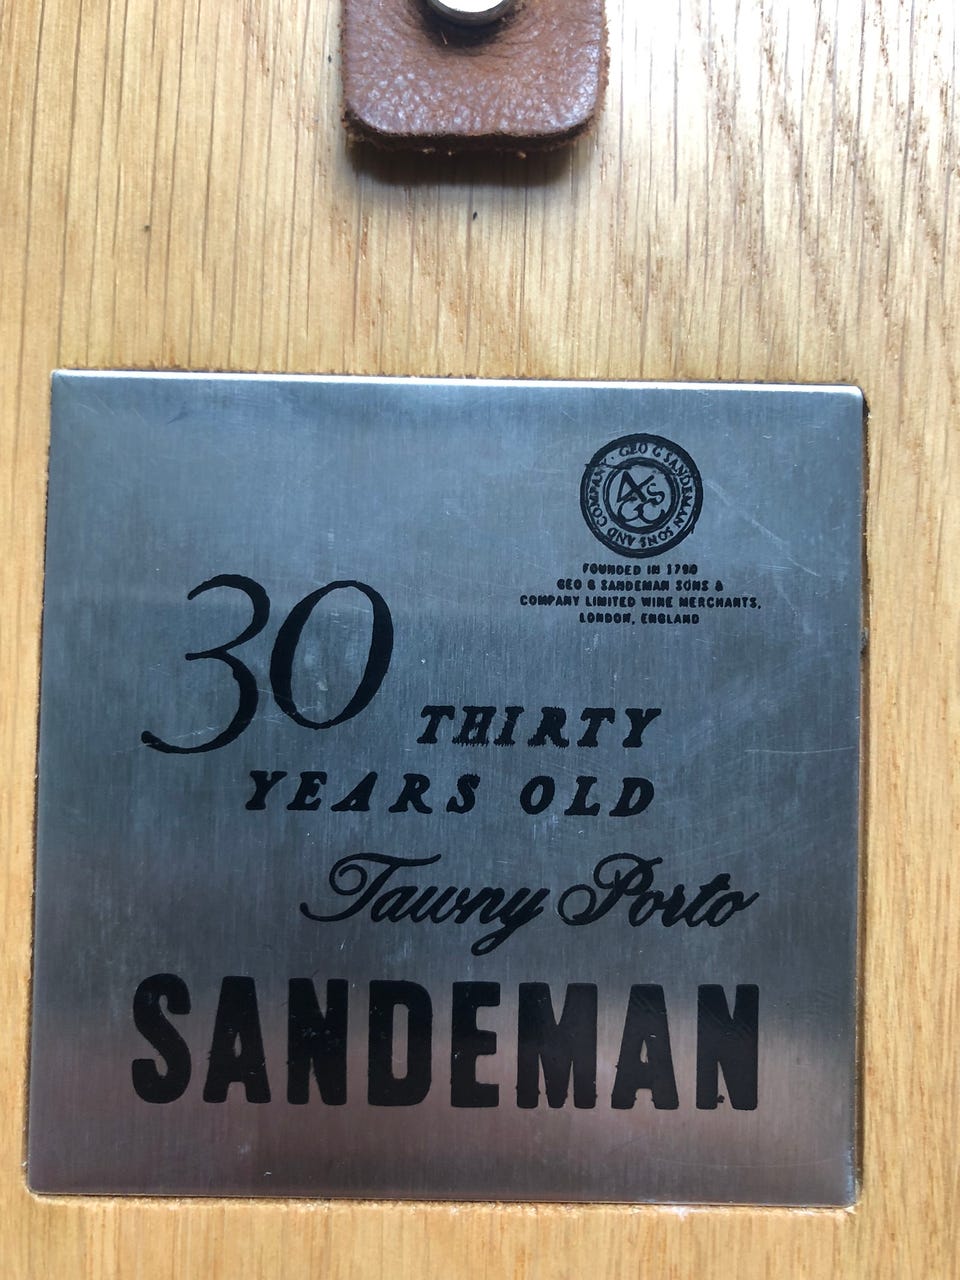 GEO G SANDEMAN SONS AND COMPANY
FOUNDED IN 1790
GEO G SANDEMAN SONS &
COMPANY LIMITED WINE MERCHANTS,
LONDON, ENGLAND
30 THIRTY
YEARS OLD
Tawny Porto
SANDEMAN